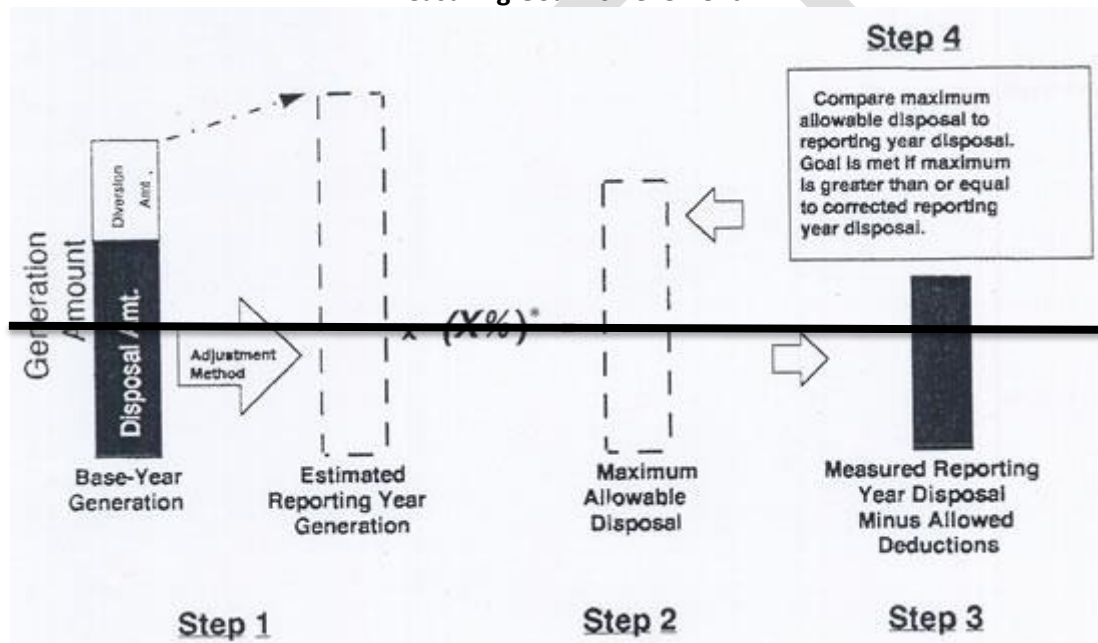 Step 4
Compare maximum
allowable disposal to
reporting year disposal.
Goal is met if maximum
is greater than or equal
to corrected reporting
year disposal.
Generation
Amount
Diversion
Amt.
Disposal Amt.
Adjustment
Method
x (X%)*
Base-Year
Generation
Estimated
Reporting Year
Generation
Maximum
Allowable
Disposal
Measured Reporting
Year Disposal
Minus Allowed
Deductions
Step 1
Step 2
Step 3